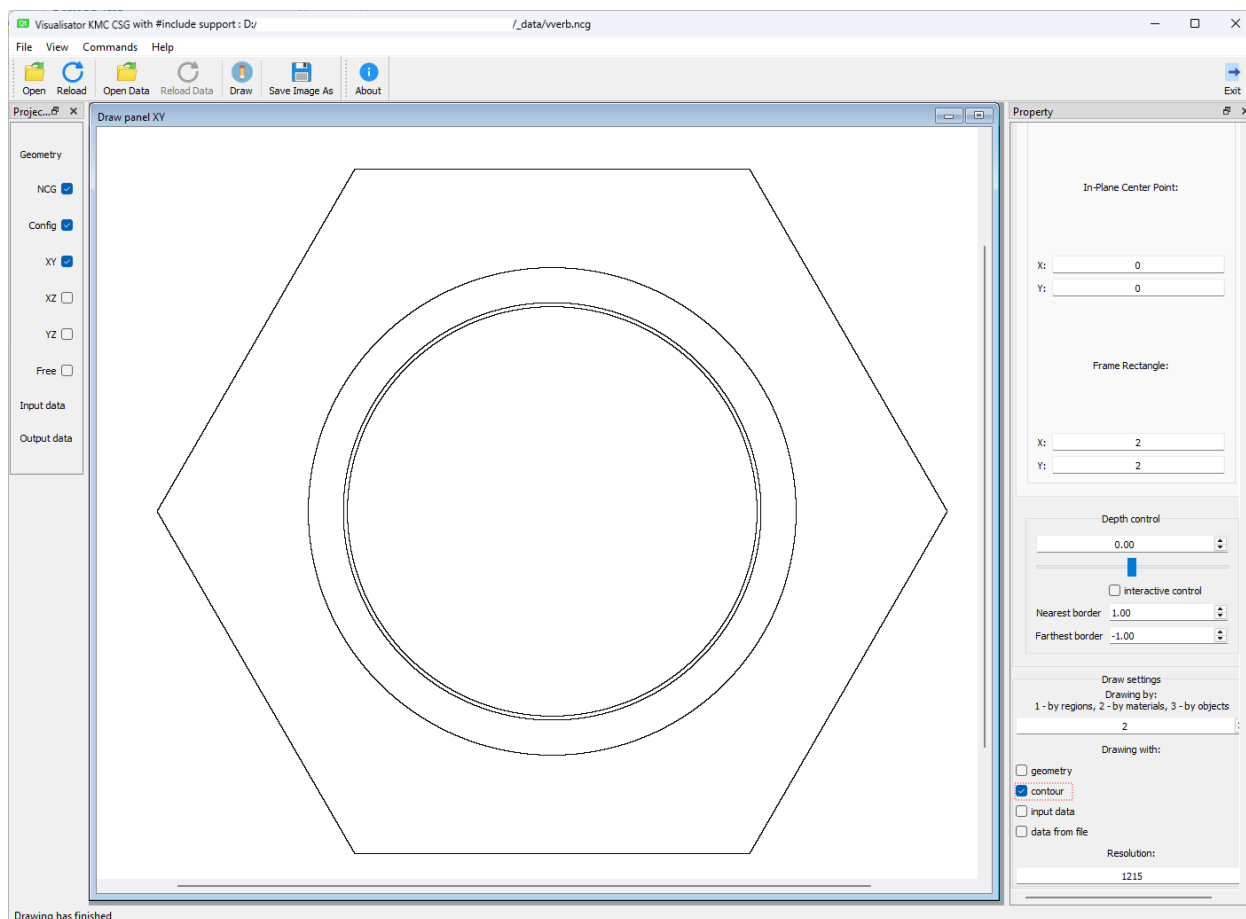 Visualisator KMC CSG with #include support : D:/ /_data/vverb.ncg
File View Commands Help
Open Reload Open Data Reload Data Draw Save Image As About Exit
Projec...
Draw panel XY
Property
Geometry
NCG
Config
XY
XZ
YZ
Free
Input data
Output data
In-Plane Center Point:
X: 0
Y: 0
Frame Rectangle:
X: 2
Y: 2
Depth control
0.00
interactive control
Nearest border 1.00
Farthest border -1.00
Draw settings
Drawing by:
1 - by regions, 2 - by materials, 3 - by objects
2
Drawing with:
geometry
contour
input data
data from file
Resolution:
1215
Drawing has finished